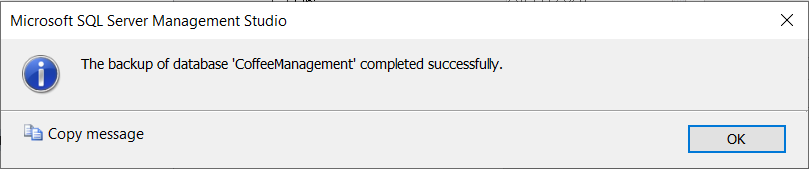 Microsoft SQL Server Management Studio
The backup of database 'CoffeeManagement' completed successfully.
Copy message
OK